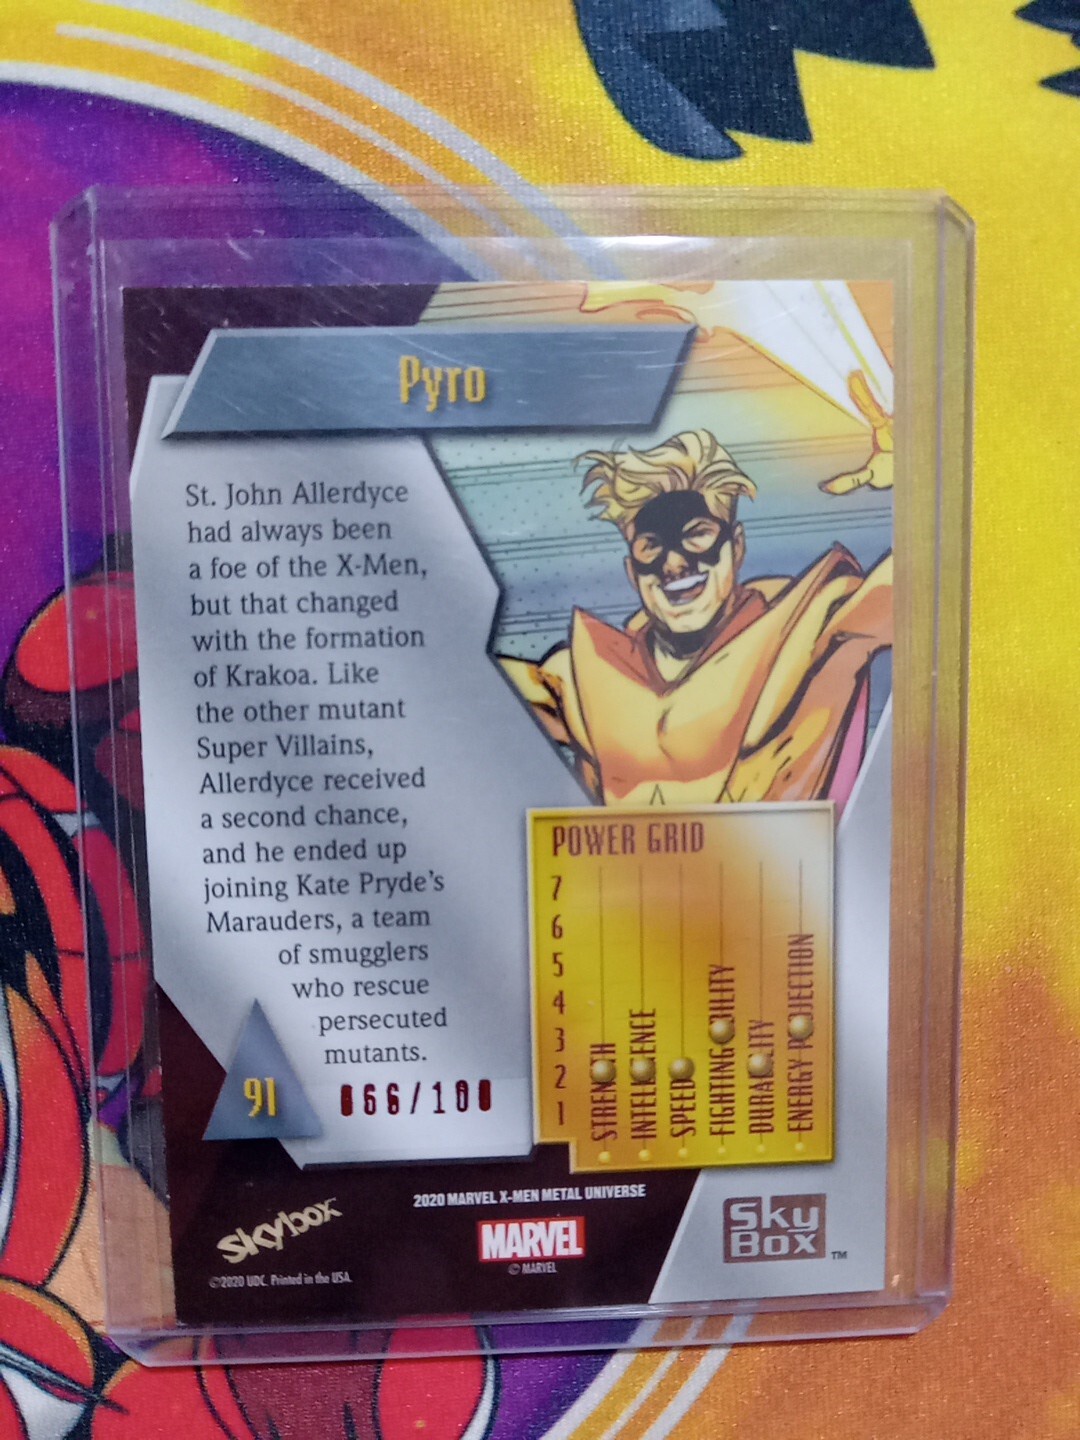 Pyro
St. John Allerdyce
had always been
a foe of the X-Men,
but that changed
with the formation
of Krakoa. Like
the other mutant
Super Villains,
Allerdyce received
a second chance,
and he ended up
joining Kate Pryde's
Marauders, a team
of smugglers
who rescue
persecuted
mutants.
91
066/100
POWER GRID
7
6
5
4
3
2
1
STRENGTH
INTELLIGENCE
SPEED
FIGHTING ABILITY
DURABILITY
ENERGY PROJECTION
2020 MARVEL X-MEN METAL UNIVERSE
skybox
MARVEL
© MARVEL
©2020 UDC. Printed in the USA.
Sky
Box
TM